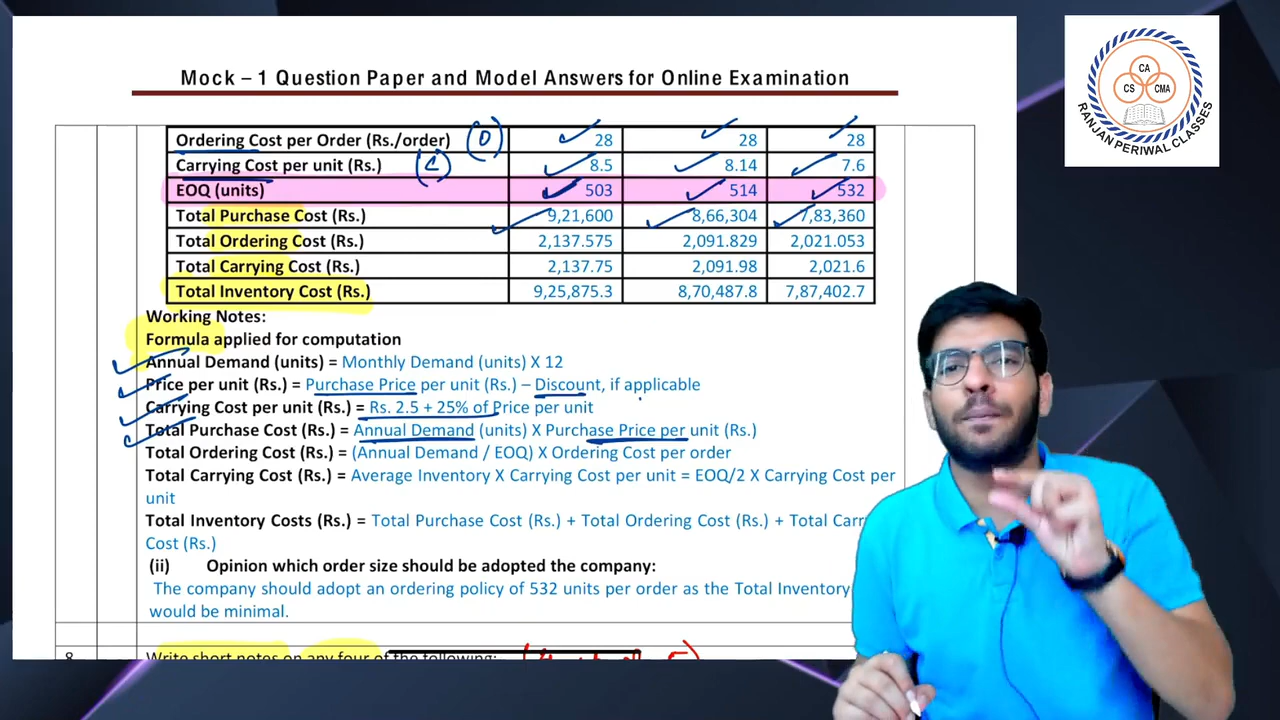 Mock – 1 Question Paper and Model Answers for Online Examination
CA
CS
CMA
RANJAN PERIWAL CLASSES
Ordering Cost per Order (Rs./order) (O) 28 28 28
Carrying Cost per unit (Rs.) (C) 8.5 8.14 7.6
EOQ (units) 503 514 532
Total Purchase Cost (Rs.) 9,21,600 8,66,304 7,83,360
Total Ordering Cost (Rs.) 2,137.575 2,091.829 2,021.053
Total Carrying Cost (Rs.) 2,137.75 2,091.98 2,021.6
Total Inventory Cost (Rs.) 9,25,875.3 8,70,487.8 7,87,402.7
Working Notes:
Formula applied for computation
Annual Demand (units) = Monthly Demand (units) X 12
Price per unit (Rs.) = Purchase Price per unit (Rs.) – Discount, if applicable
Carrying Cost per unit (Rs.) = Rs. 2.5 + 25% of Price per unit
Total Purchase Cost (Rs.) = Annual Demand (units) X Purchase Price per unit (Rs.)
Total Ordering Cost (Rs.) = (Annual Demand / EOQ) X Ordering Cost per order
Total Carrying Cost (Rs.) = Average Inventory X Carrying Cost per unit = EOQ/2 X Carrying Cost per
unit
Total Inventory Costs (Rs.) = Total Purchase Cost (Rs.) + Total Ordering Cost (Rs.) + Total Carr
Cost (Rs.)
(ii) Opinion which order size should be adopted the company:
The company should adopt an ordering policy of 532 units per order as the Total Inventory
would be minimal.
8 Write short notes on any four of the following: